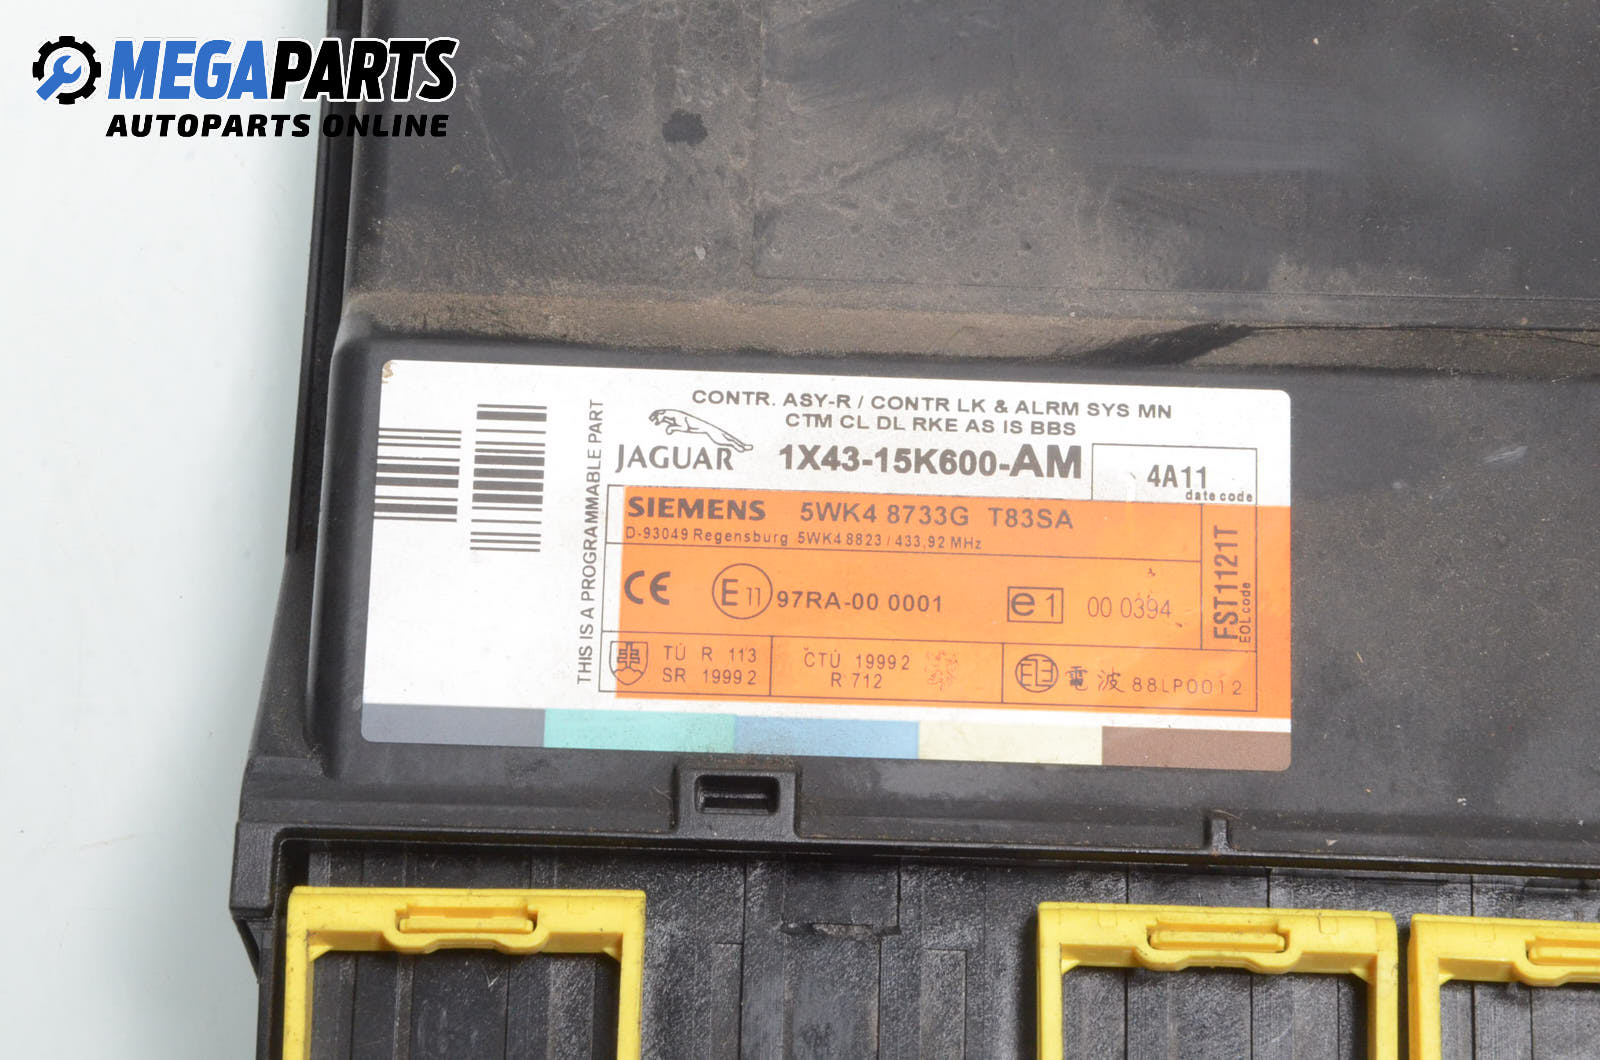 MEGAPARTS
AUTOPARTS ONLINE
CONTR. ASY-R / CONTR LK & ALRM SYS MN
CTM CL DL RKE AS IS BBS
JAGUAR 1X43-15K600-AM
4A11
date code
THIS IS A PROGRAMMABLE PART
SIEMENS 5WK4 8733G T83SA
D-93049 Regensburg 5WK4 8823 / 433,92 MHz
CE E11 97RA-00 0001 e1 00 0394
FST1121T
EOL code
TÚ R 113
SR 1999 2
ČTÚ 1999 2
R 712
電波 88LP0012